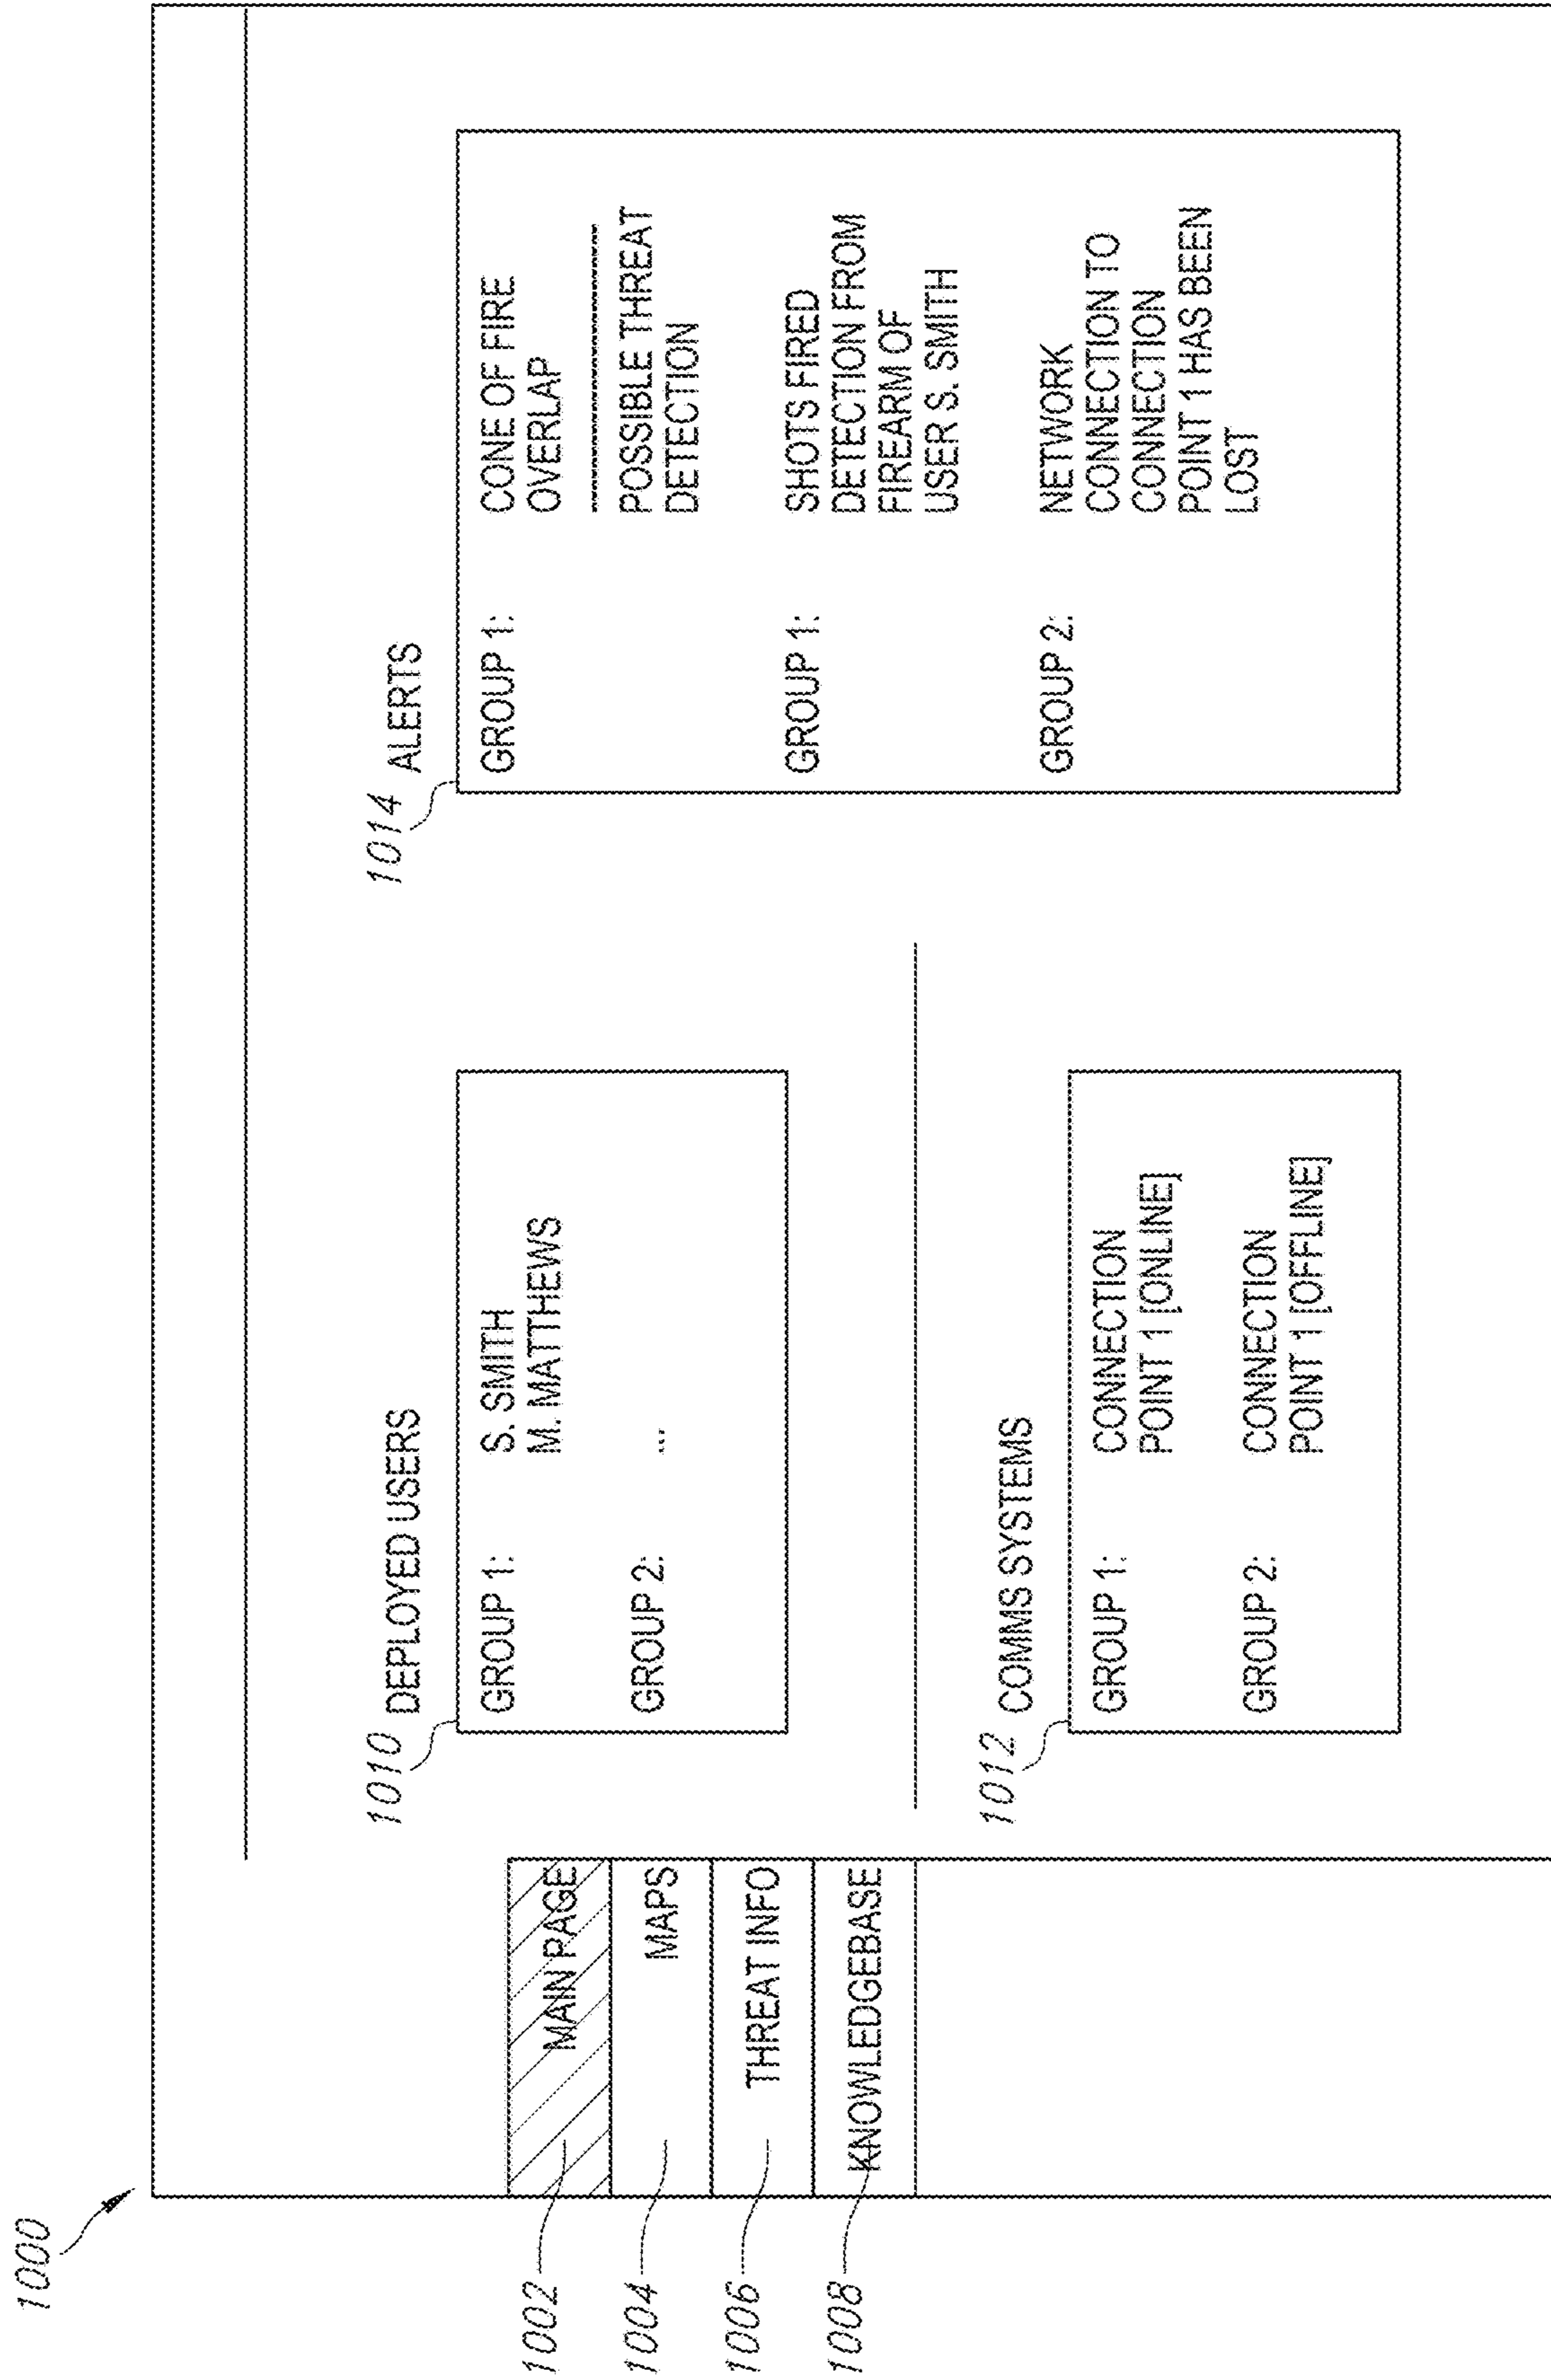 1000
1002
MAIN PAGE
1004
MAPS
1006
THREAT INFO
1008
KNOWLEDGEBASE
1010
DEPLOYED USERS
GROUP 1: S. SMITH
M. MATTHEWS
GROUP 2: ...
1012
COMMS SYSTEMS
GROUP 1: CONNECTION
POINT 1 [ONLINE]
GROUP 2: CONNECTION
POINT 1 [OFFLINE]
1014
ALERTS
GROUP 1: CONE OF FIRE
OVERLAP
POSSIBLE THREAT
DETECTION
GROUP 1: SHOTS FIRED
DETECTION FROM
FIREARM OF
USER S. SMITH
GROUP 2: NETWORK
CONNECTION TO
CONNECTION
POINT 1 HAS BEEN
LOST